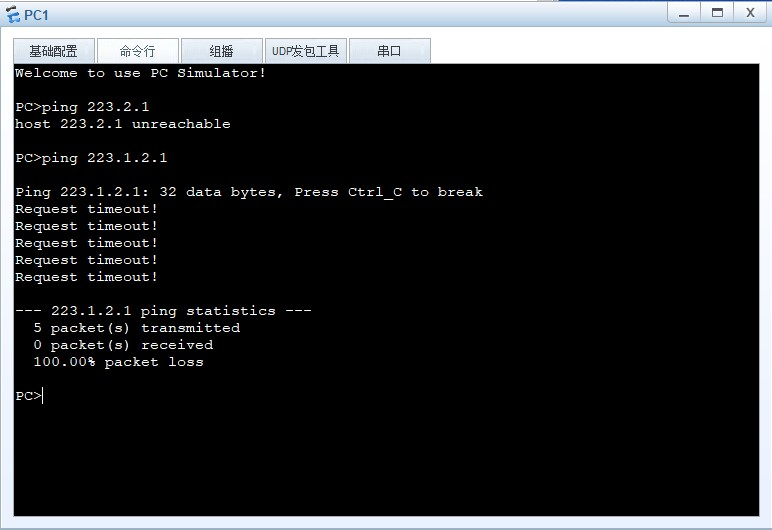 PC1
基础配置 命令行 组播 UDP发包工具 串口
Welcome to use PC Simulator!
PC>ping 223.2.1
host 223.2.1 unreachable
PC>ping 223.1.2.1
Ping 223.1.2.1: 32 data bytes, Press Ctrl_C to break
Request timeout!
Request timeout!
Request timeout!
Request timeout!
Request timeout!
--- 223.1.2.1 ping statistics ---
5 packet(s) transmitted
0 packet(s) received
100.00% packet loss
PC>